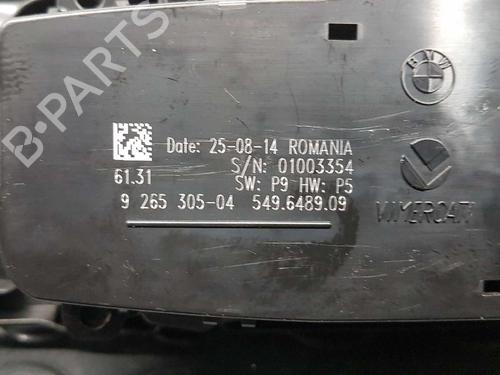 BMW
Date: 25-08-14 ROMANIA
S/N: 01003354
61.31 SW: P9 HW: P5
9 265 305-04 549.6489.09
VIMERCATI
B-PARTS